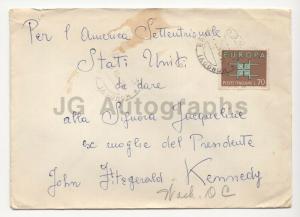 Per l'America Settentrionale
Stati Uniti
da dare
alla Signora Jacqueline
ex moglie del Presidente
John Fitzgerald Kennedy
Wash. DC
EUROPA
POSTE ITALIANE L. 70
JG Autographs